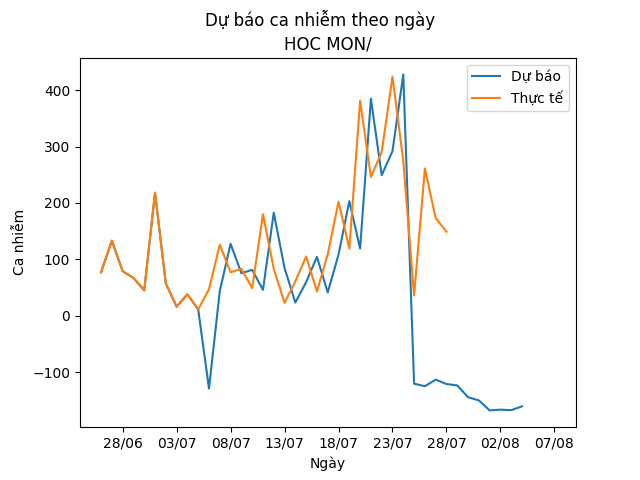 Dự báo ca nhiễm theo ngày
HOC MON/
Dự báo
Thực tế
Ca nhiễm
400
300
200
100
0
−100
28/06 03/07 08/07 13/07 18/07 23/07 28/07 02/08 07/08
Ngày